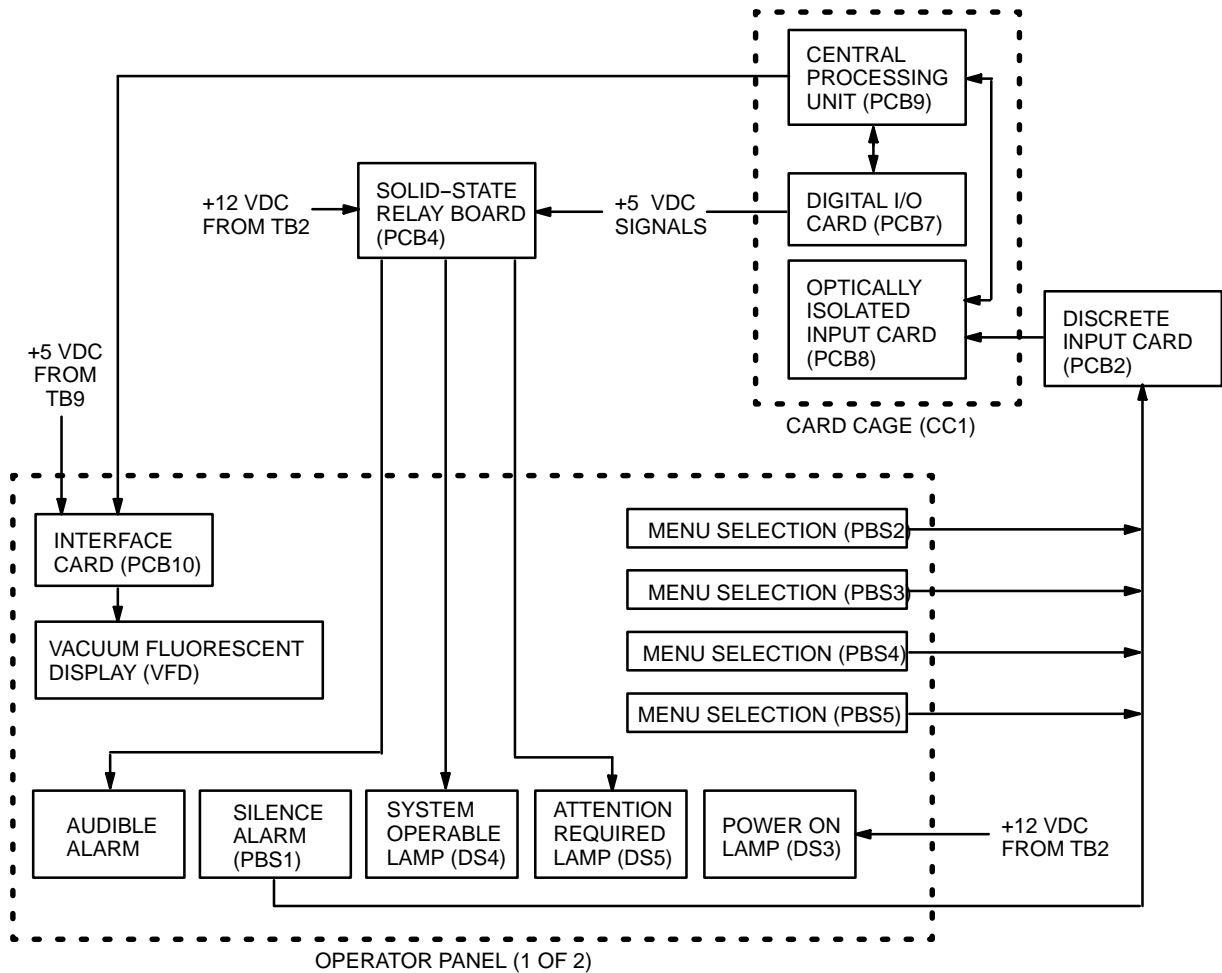 CENTRAL
PROCESSING
UNIT (PCB9)
SOLID−STATE
RELAY BOARD
(PCB4)
+12 VDC
FROM TB2
+5 VDC
SIGNALS
DIGITAL I/O
CARD (PCB7)
OPTICALLY
ISOLATED
INPUT CARD
(PCB8)
DISCRETE
INPUT CARD
(PCB2)
+5 VDC
FROM
TB9
CARD CAGE (CC1)
INTERFACE
CARD (PCB10)
MENU SELECTION (PBS2)
MENU SELECTION (PBS3)
VACUUM FLUORESCENT
DISPLAY (VFD)
MENU SELECTION (PBS4)
MENU SELECTION (PBS5)
AUDIBLE
ALARM
SILENCE
ALARM
(PBS1)
SYSTEM
OPERABLE
LAMP (DS4)
ATTENTION
REQUIRED
LAMP (DS5)
POWER ON
LAMP (DS3)
+12 VDC
FROM TB2
OPERATOR PANEL (1 OF 2)